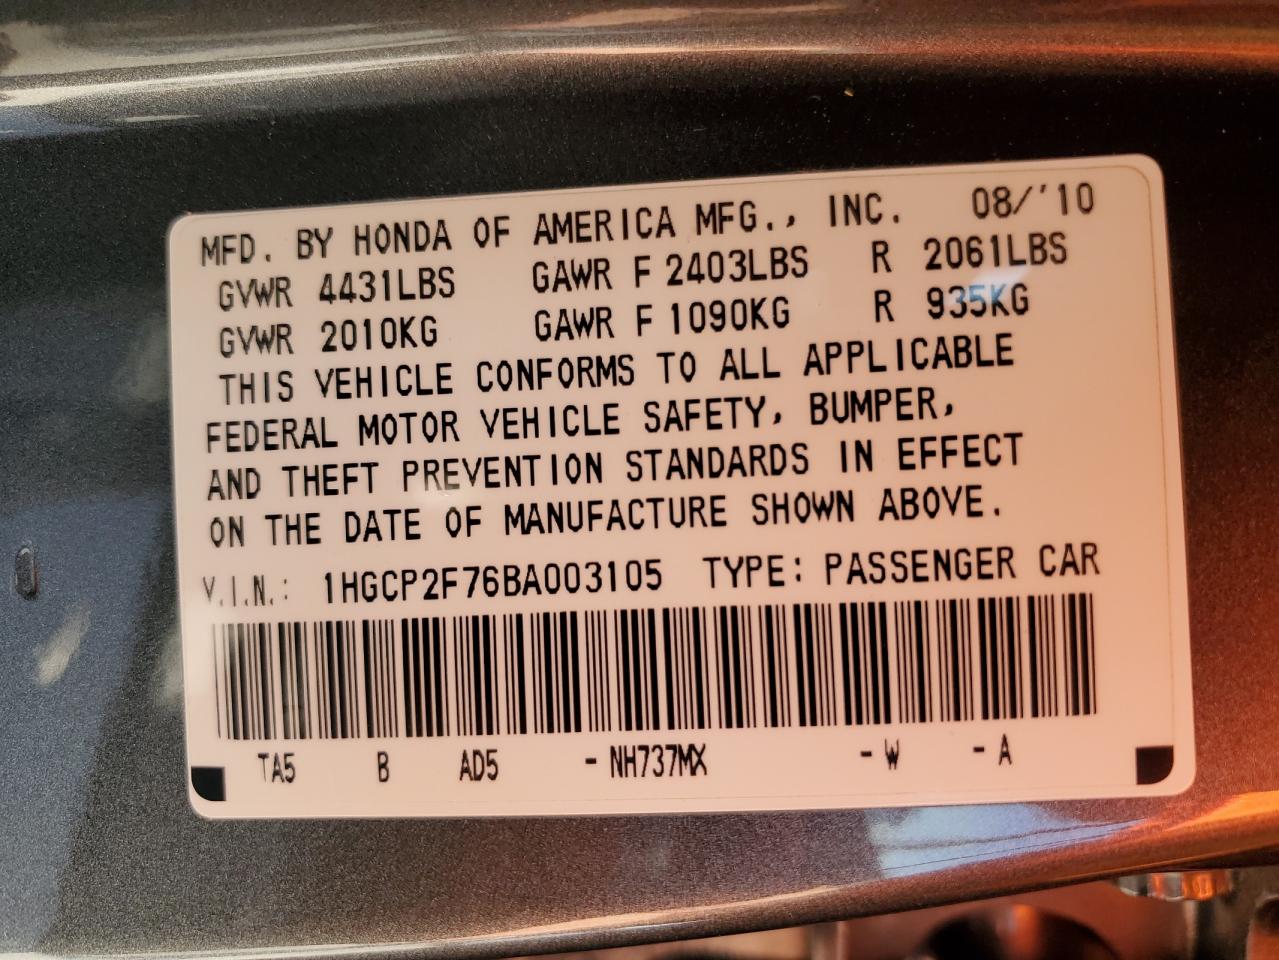 MFD. BY HONDA OF AMERICA MFG., INC. 08/'10
GVWR 4431LBS GAWR F 2403LBS R 2061LBS
GVWR 2010KG GAWR F 1090KG R 935KG
THIS VEHICLE CONFORMS TO ALL APPLICABLE
FEDERAL MOTOR VEHICLE SAFETY, BUMPER,
AND THEFT PREVENTION STANDARDS IN EFFECT
ON THE DATE OF MANUFACTURE SHOWN ABOVE.
V.I.N.: 1HGCP2F76BA003105 TYPE: PASSENGER CAR
TA5 B AD5 - NH737MX - W - A